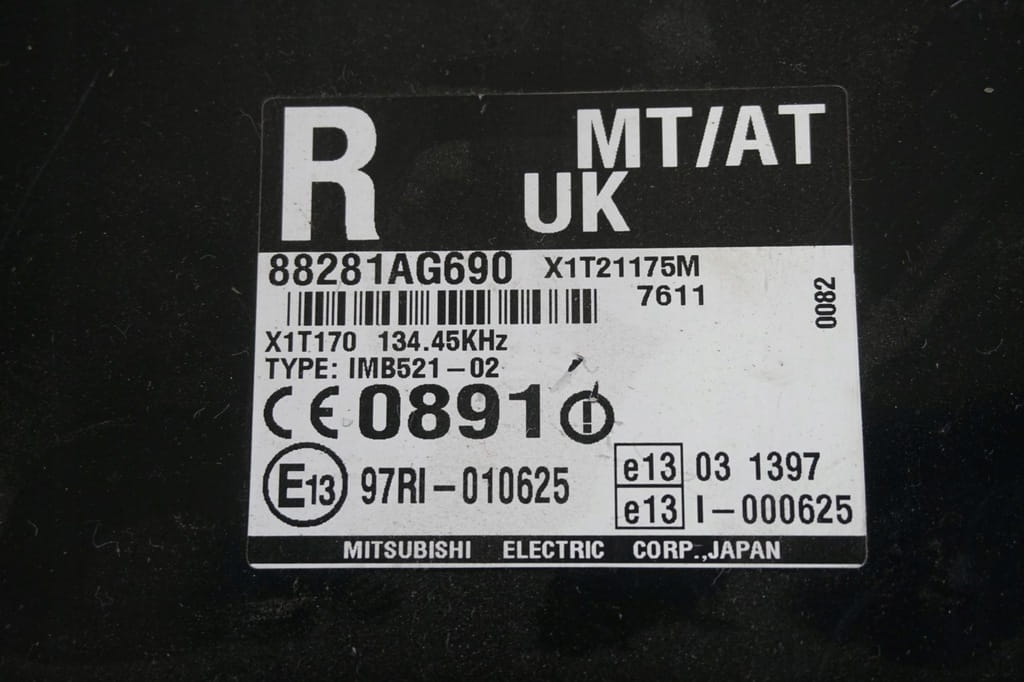 R MT/AT
UK
88281AG690 X1T21175M
7611
0082
X1T170 134.45KHz
TYPE: IMB521-02
CE 0891 !
E13 97RI-010625
e13 03 1397
e13 I-000625
MITSUBISHI ELECTRIC CORP.,JAPAN